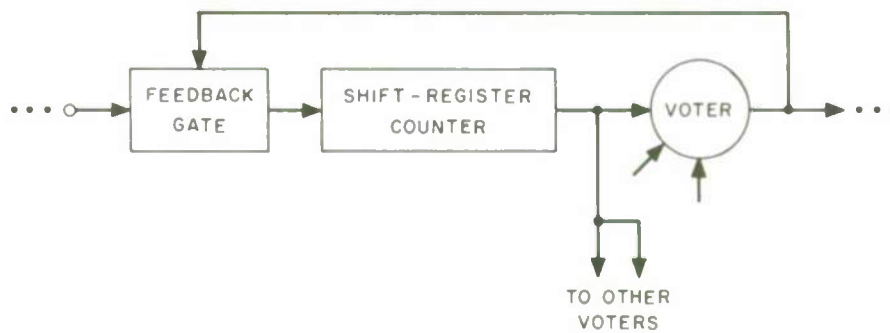 FEEDBACK
GATE
SHIFT-REGISTER
COUNTER
VOTER
TO OTHER
VOTERS